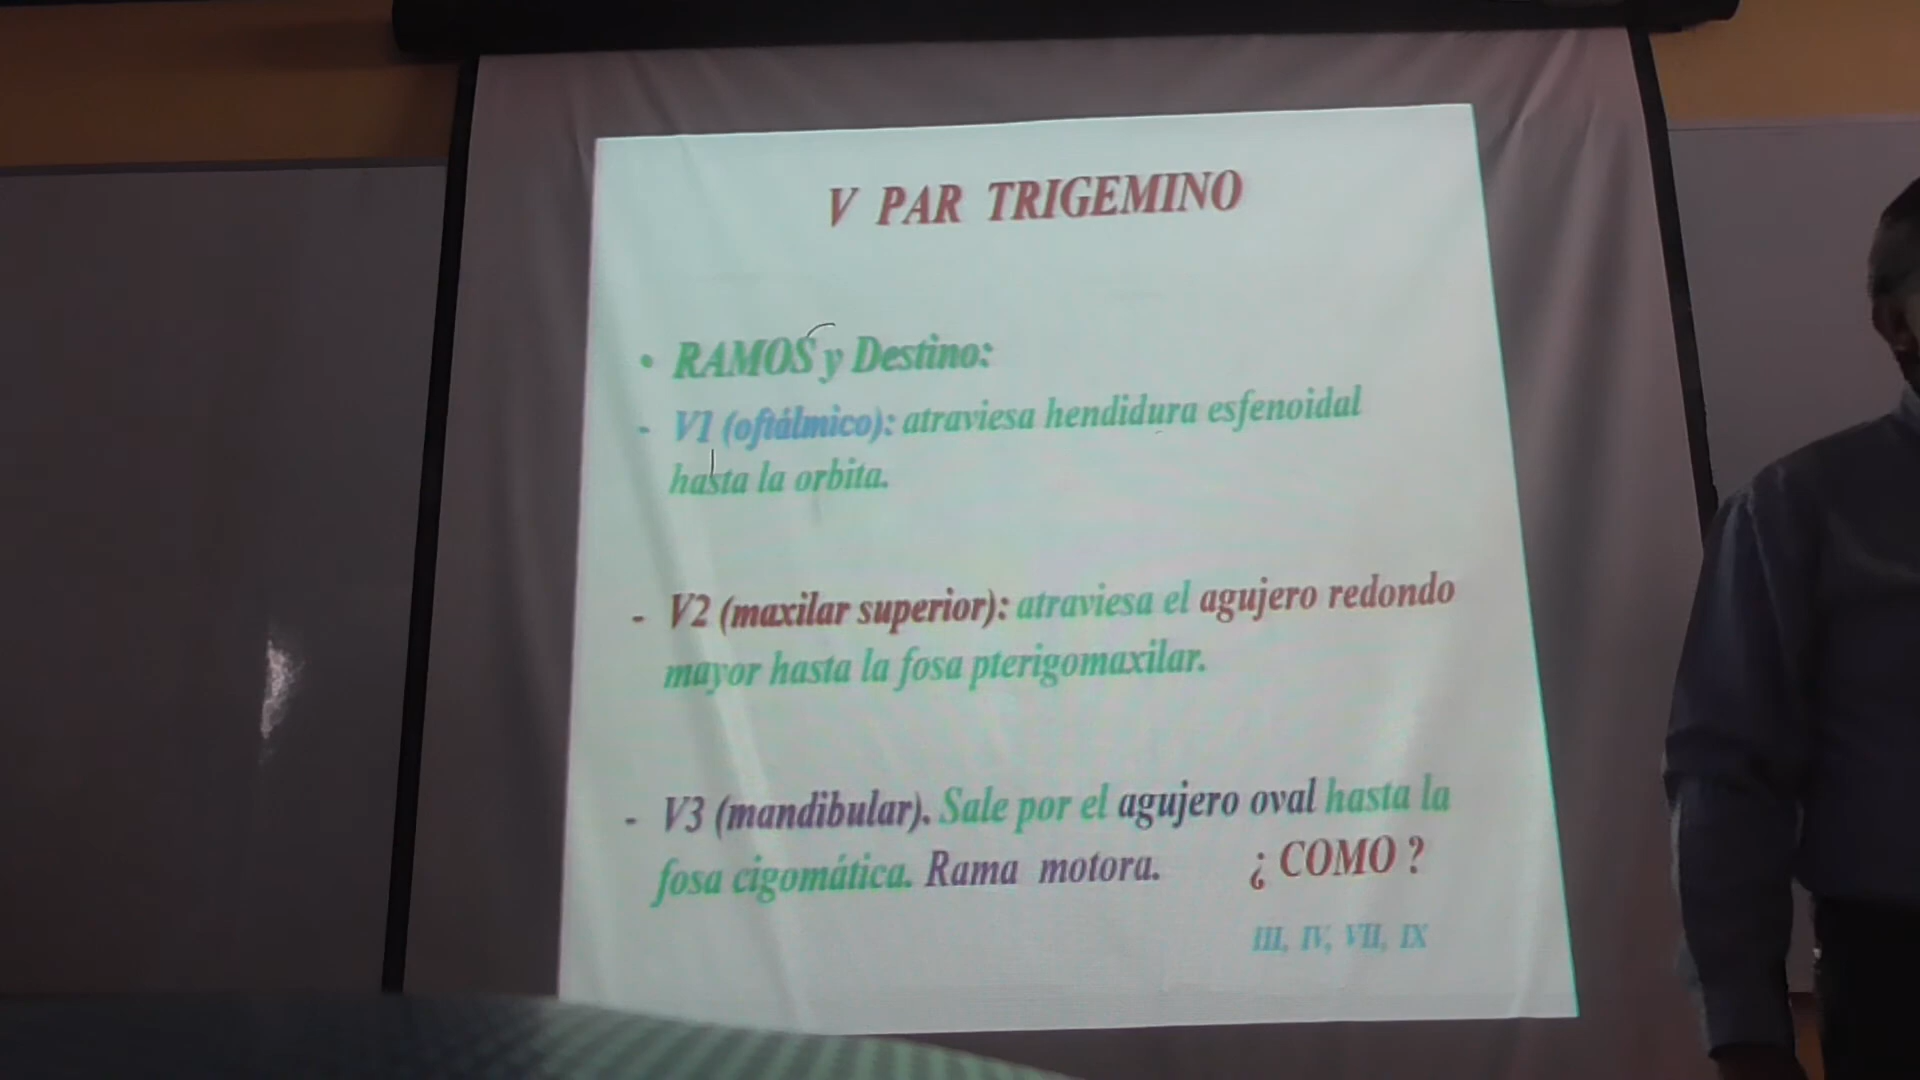 V PAR TRIGEMINO
• RAMOS y Destino:
- V1 (oftálmico): atraviesa hendidura esfenoidal
hasta la orbita.
- V2 (maxilar superior): atraviesa el agujero redondo
mayor hasta la fosa pterigomaxilar.
- V3 (mandibular). Sale por el agujero oval hasta la
fosa cigomática. Rama motora. ¿ COMO ?
III, IV, VII, IX